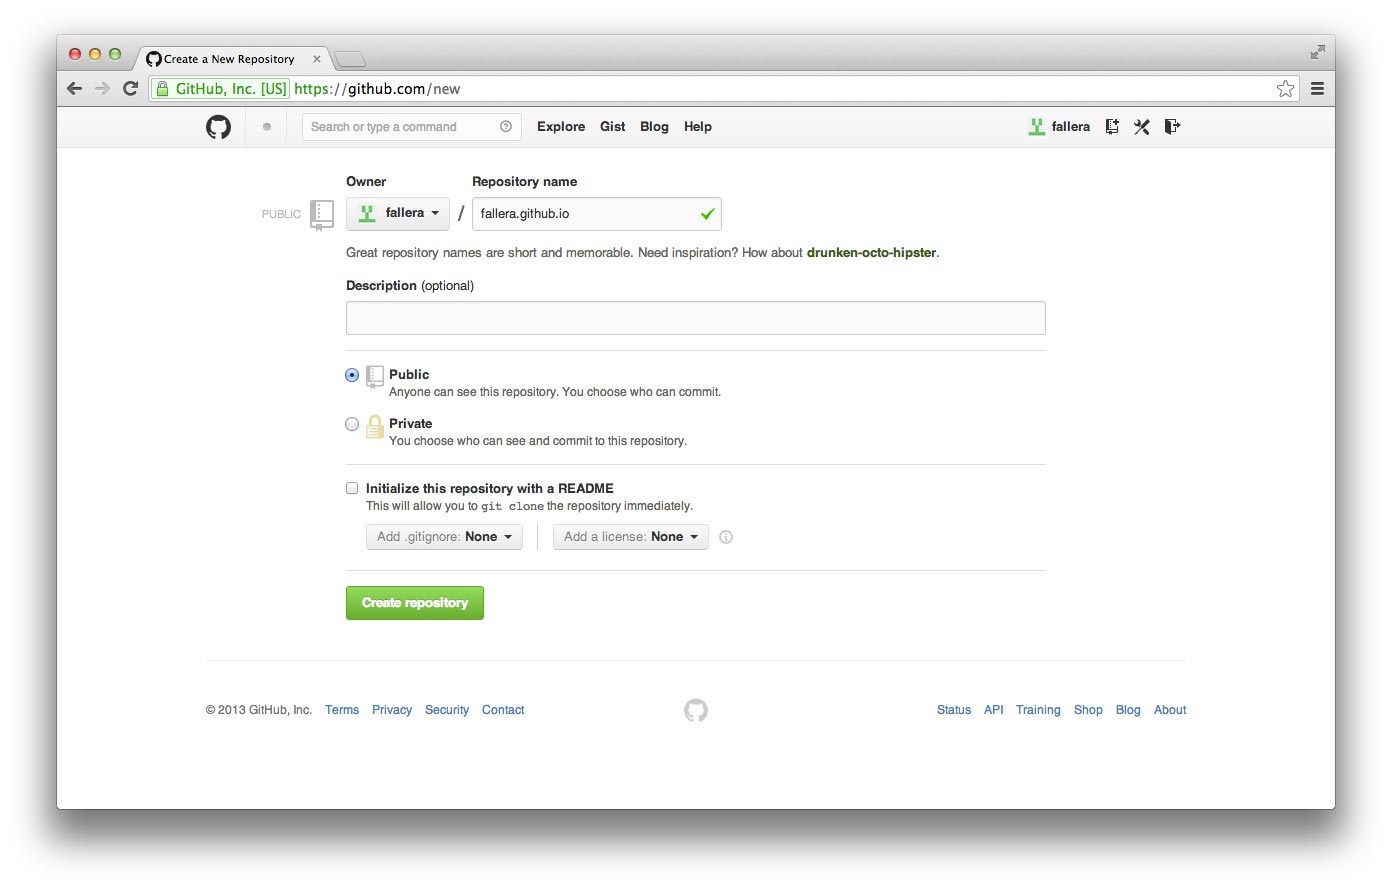 Create a New Repository
GitHub, Inc. [US] https://github.com/new
Search or type a command Explore Gist Blog Help fallera
Owner Repository name
PUBLIC fallera / fallera.github.io
Great repository names are short and memorable. Need inspiration? How about drunken-octo-hipster.
Description (optional)
Public
Anyone can see this repository. You choose who can commit.
Private
You choose who can see and commit to this repository.
Initialize this repository with a README
This will allow you to git clone the repository immediately.
Add .gitignore: None Add a license: None
Create repository
© 2013 GitHub, Inc. Terms Privacy Security Contact Status API Training Shop Blog About